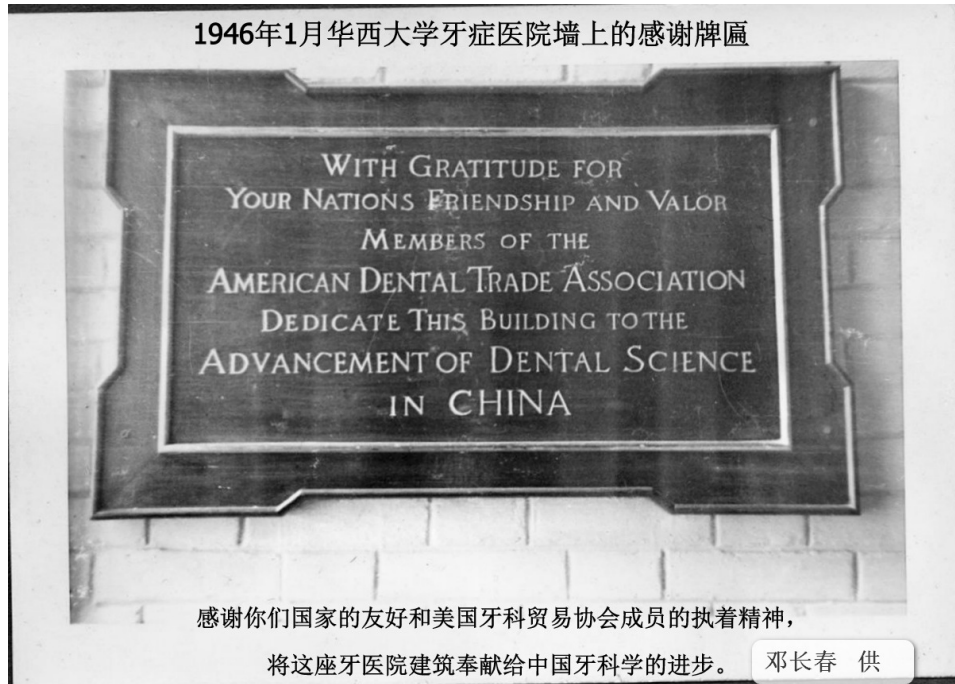 1946年1月华西大学牙症医院墙上的感谢牌匾
WITH GRATITUDE FOR
YOUR NATIONS FRIENDSHIP AND VALOR
MEMBERS OF THE
AMERICAN DENTAL TRADE ASSOCIATION
DEDICATE THIS BUILDING TO THE
ADVANCEMENT OF DENTAL SCIENCE
IN CHINA
感谢你们国家的友好和美国牙科贸易协会成员的执着精神，
将这座牙医院建筑奉献给中国牙科学的进步。
邓长春 供